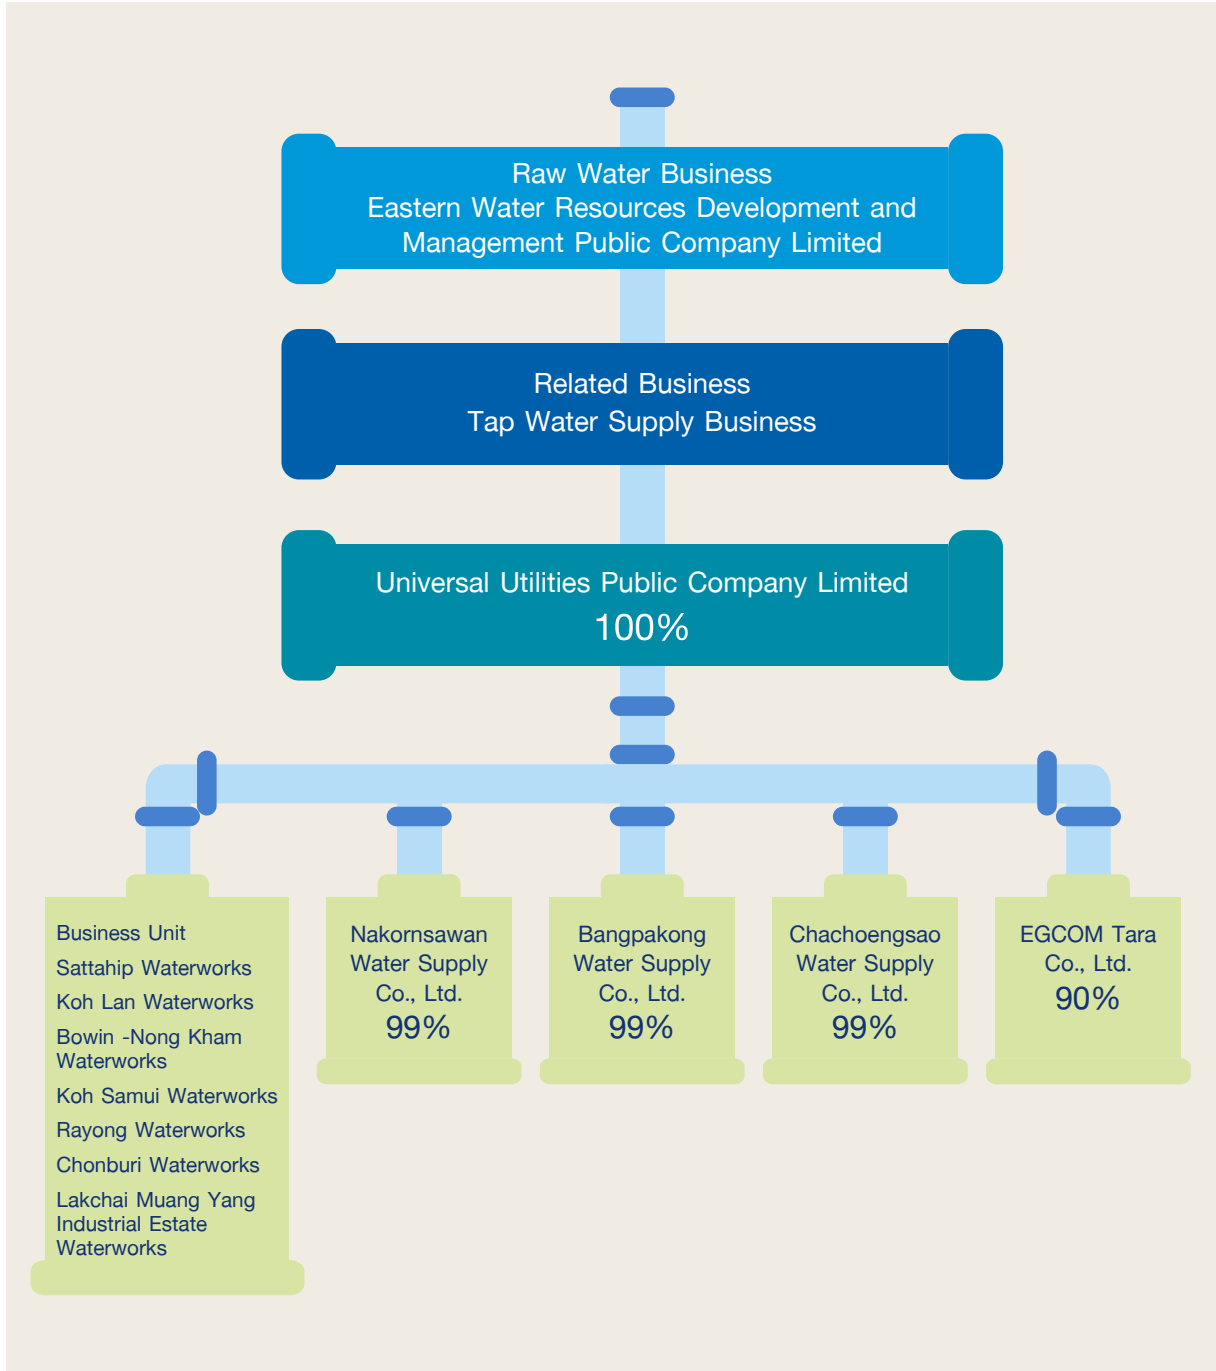 Raw Water Business
Eastern Water Resources Development and
Management Public Company Limited
Related Business
Tap Water Supply Business
Universal Utilities Public Company Limited
100%
Business Unit
Sattahip Waterworks
Koh Lan Waterworks
Bowin -Nong Kham
Waterworks
Koh Samui Waterworks
Rayong Waterworks
Chonburi Waterworks
Lakchai Muang Yang
Industrial Estate
Waterworks
Nakornsawan
Water Supply
Co., Ltd.
99%
Bangpakong
Water Supply
Co., Ltd.
99%
Chachoengsao
Water Supply
Co., Ltd.
99%
EGCOM Tara
Co., Ltd.
90%